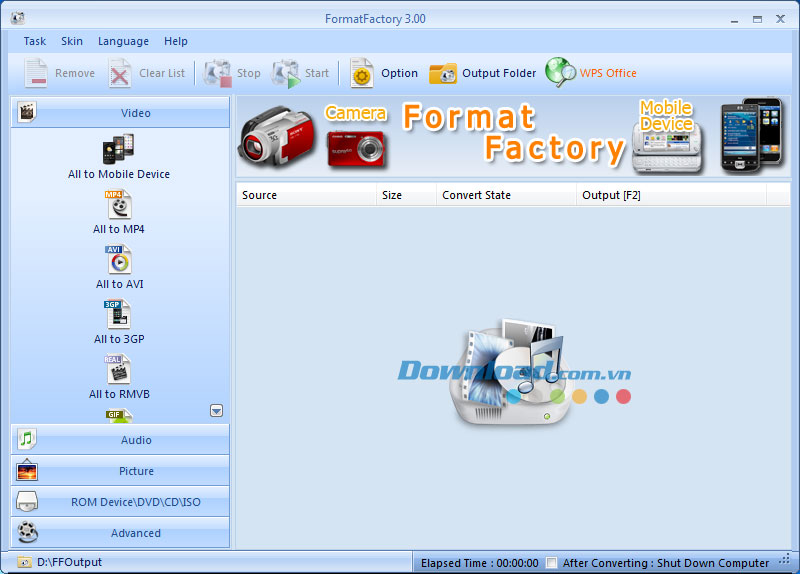 FormatFactory 3.00
Task Skin Language Help
Remove Clear List Stop Start Option Output Folder WPS Office
Video
All to Mobile Device
MP4
All to MP4
AVI
All to AVI
3GP
All to 3GP
REAL
All to RMVB
GIF
Audio
Picture
ROM Device\DVD\CD\ISO
Advanced
Camera
Format
Factory
Mobile
Device
Source Size Convert State Output [F2]
Download.com.vn
D:\FFOutput
Elapsed Time : 00:00:00 After Converting : Shut Down Computer